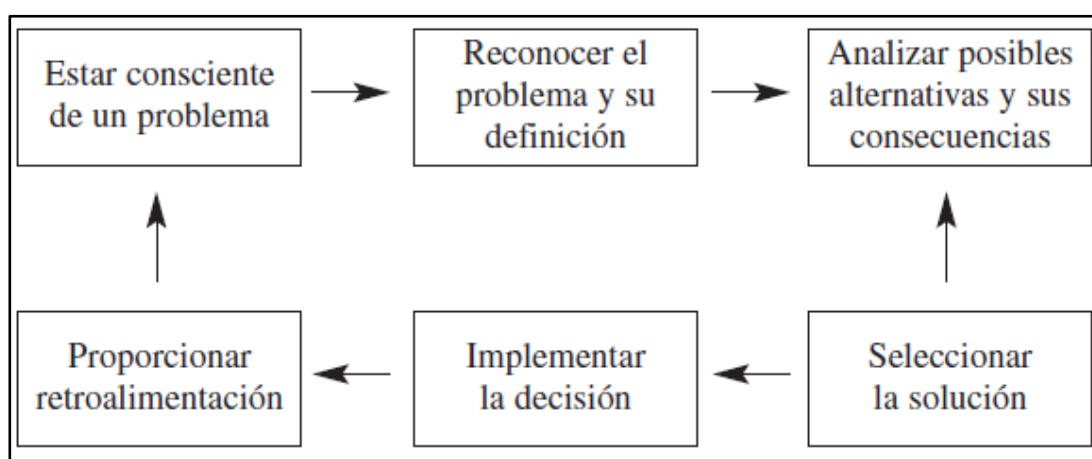 Estar consciente
de un problema
Reconocer el
problema y su
definición
Analizar posibles
alternativas y sus
consecuencias
Proporcionar
retroalimentación
Implementar
la decisión
Seleccionar
la solución